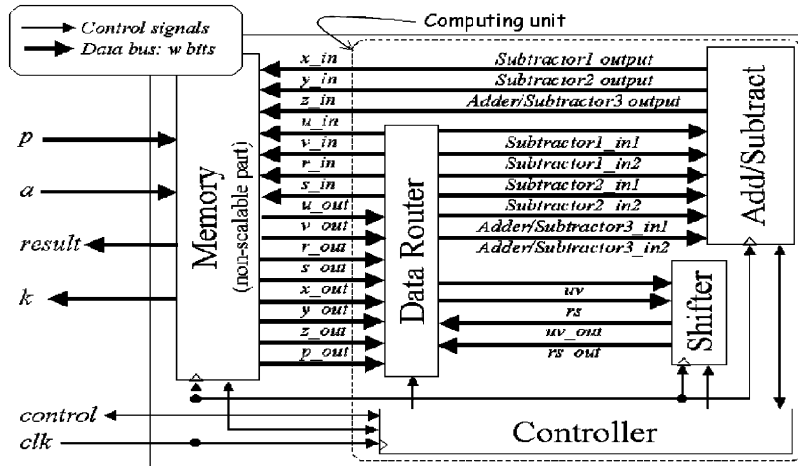 Computing unit
Control signals
Data bus: w bits
x_in
Subtractor1 output
y_in
Subtractor2 output
z_in
Adder/Subtractor3 output
u_in
v_in
Subtractor1_in1
r_in
Subtractor1_in2
s_in
Subtractor2_in1
u_out
Subtractor2_in2
v_out
Adder/Subtractor3_in1
r_out
Adder/Subtractor3_in2
s_out
x_out
uv
y_out
rs
z_out
uv_out
p_out
rs_out
p
a
result
k
Memory
(non-scalable part)
Data Router
Add/Subtract
Shifter
control
clk
Controller